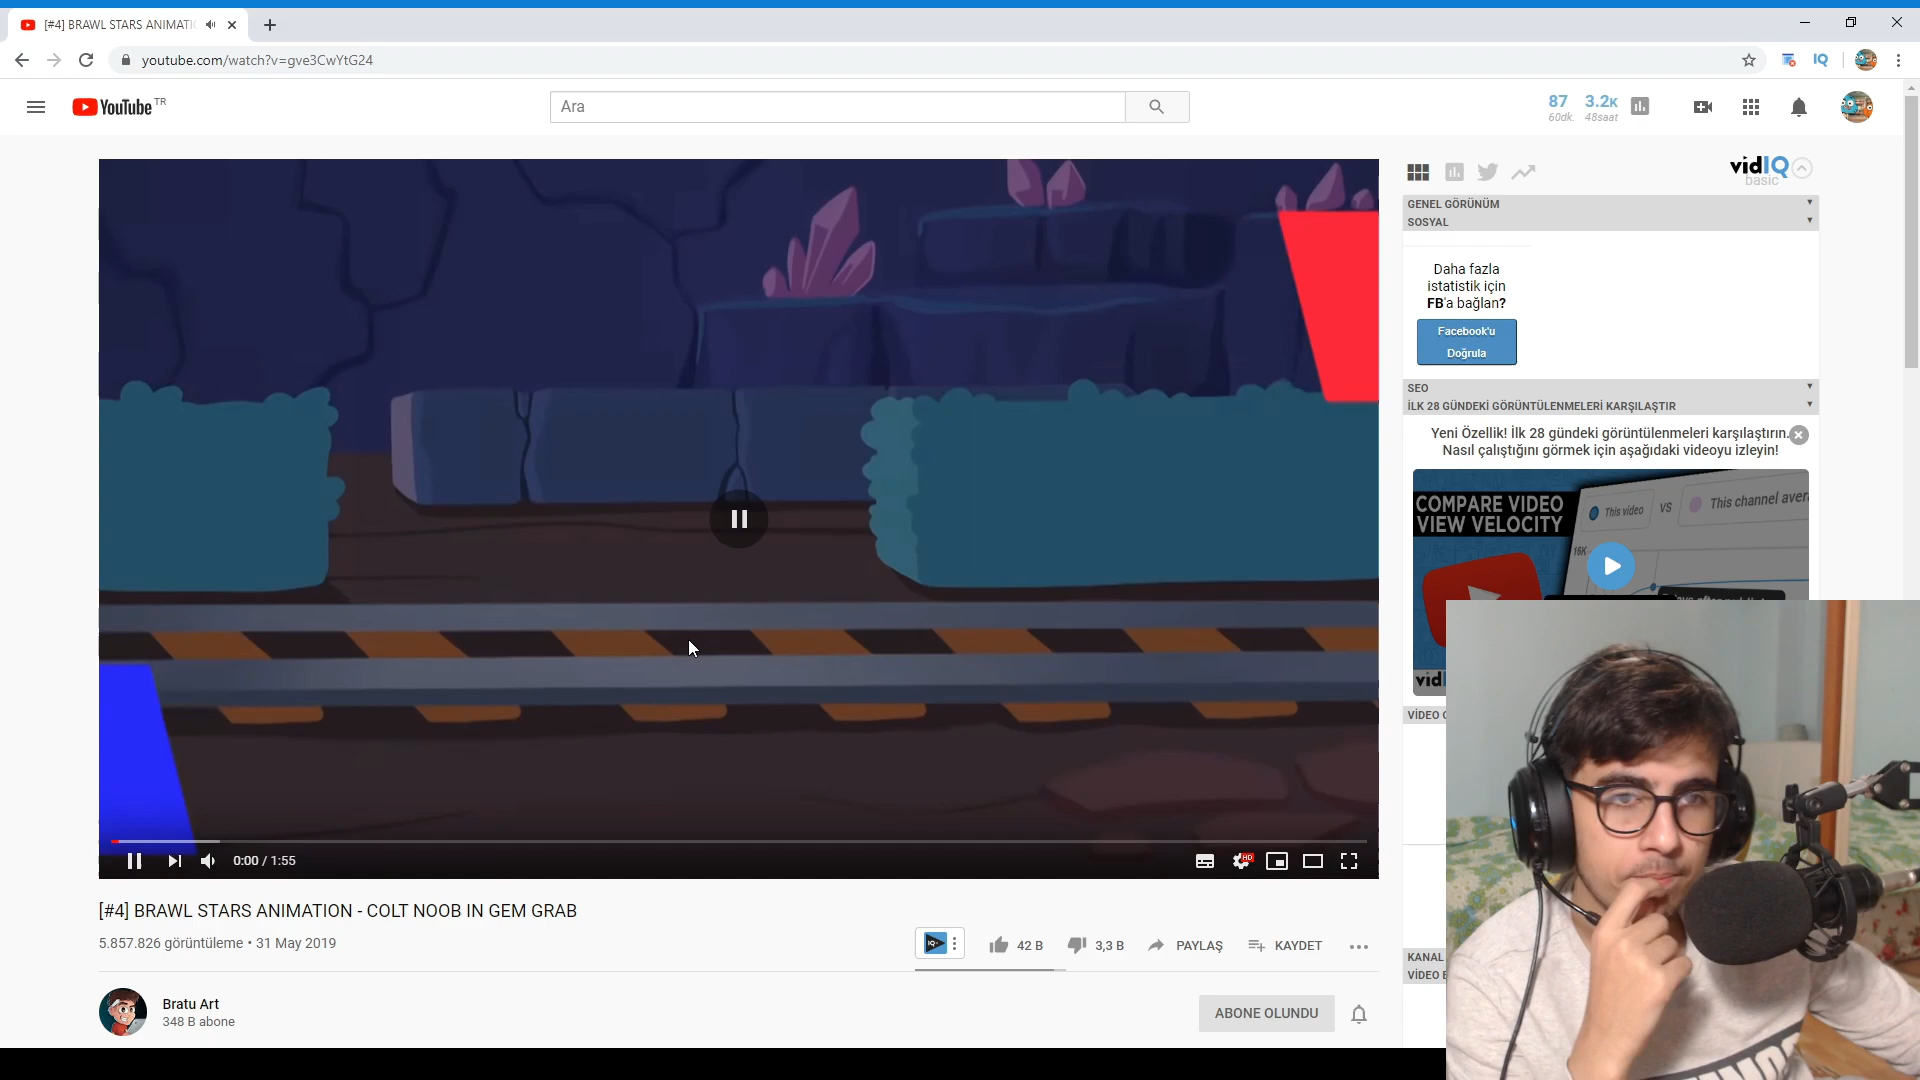 [#4] BRAWL STARS ANIMATI
youtube.com/watch?v=gve3CwYtG24
IQ
YouTube TR
Ara
87 3.2K
60dk. 48saat
vidIQ
basic
GENEL GÖRÜNÜM
SOSYAL
Daha fazla
istatistik için
FB'a bağlan?
Facebook'u
Doğrula
SEO
İLK 28 GÜNDEKİ GÖRÜNTÜLENMELERİ KARŞILAŞTIR
Yeni Özellik! İlk 28 gündeki görüntülenmeleri karşılaştırın.
Nasıl çalıştığını görmek için aşağıdaki videoyu izleyin!
COMPARE VIDEO
VIEW VELOCITY
This video VS This channel aver
16K
vidI
VİDEO
KANAL
VİDEO
0:00 / 1:55
HD
[#4] BRAWL STARS ANIMATION - COLT NOOB IN GEM GRAB
5.857.826 görüntüleme • 31 May 2019
42 B 3,3 B PAYLAŞ KAYDET
Bratu Art
348 B abone
ABONE OLUNDU